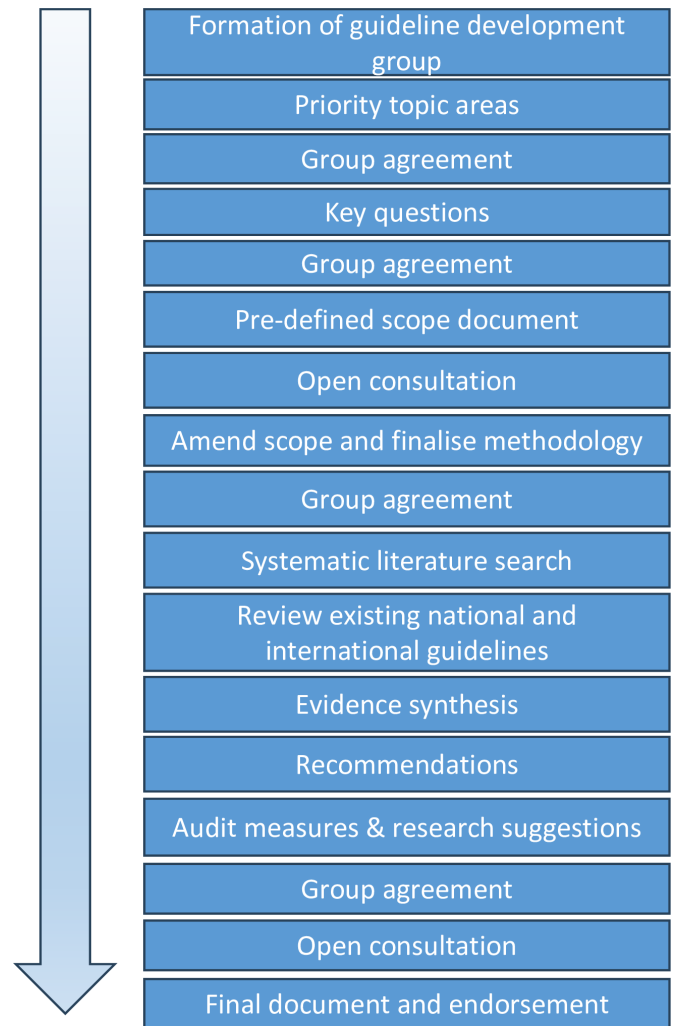 Formation of guideline development
group
Priority topic areas
Group agreement
Key questions
Group agreement
Pre-defined scope document
Open consultation
Amend scope and finalise methodology
Group agreement
Systematic literature search
Review existing national and
international guidelines
Evidence synthesis
Recommendations
Audit measures & research suggestions
Group agreement
Open consultation
Final document and endorsement